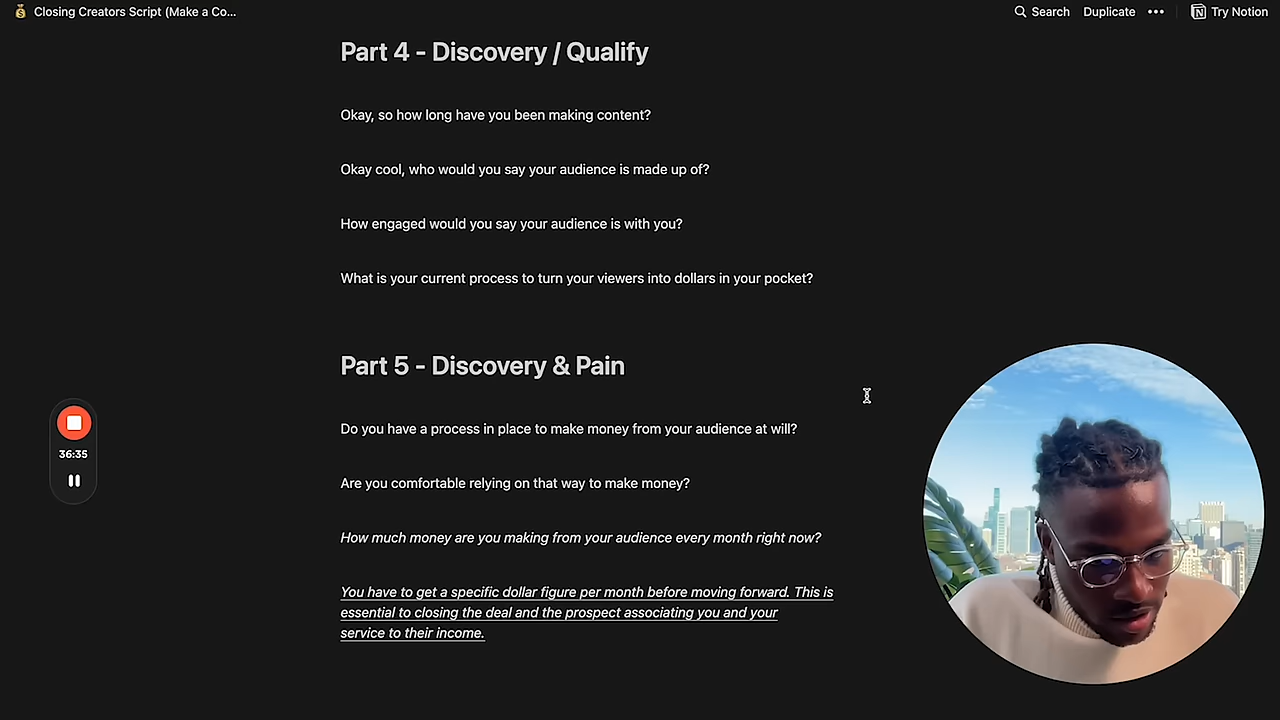 💰 Closing Creators Script (Make a Co...
Search
Duplicate
•••
Try Notion
Part 4 - Discovery / Qualify
Okay, so how long have you been making content?
Okay cool, who would you say your audience is made up of?
How engaged would you say your audience is with you?
What is your current process to turn your viewers into dollars in your pocket?
Part 5 - Discovery & Pain
Do you have a process in place to make money from your audience at will?
Are you comfortable relying on that way to make money?
How much money are you making from your audience every month right now?
You have to get a specific dollar figure per month before moving forward. This is
essential to closing the deal and the prospect associating you and your
service to their income.
36:35